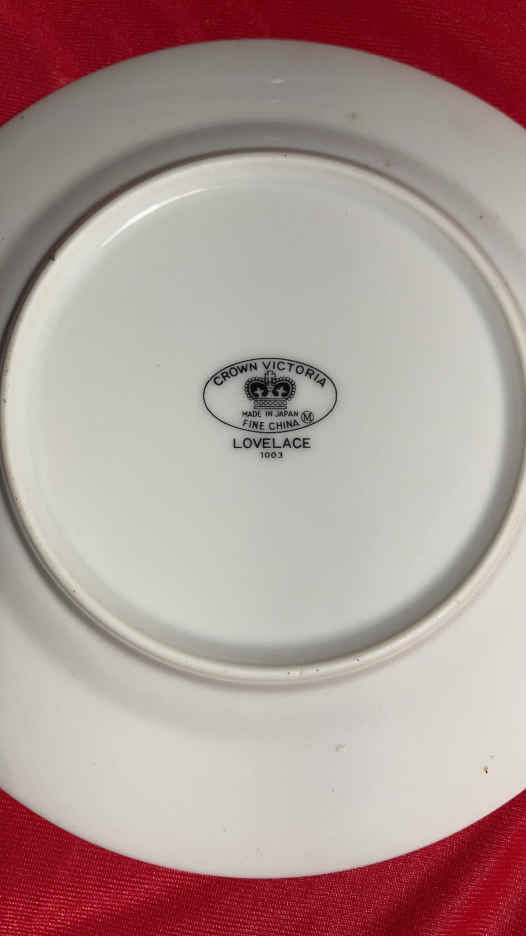 CROWN VICTORIA
MADE IN JAPAN
FINE CHINA M
LOVELACE
1003